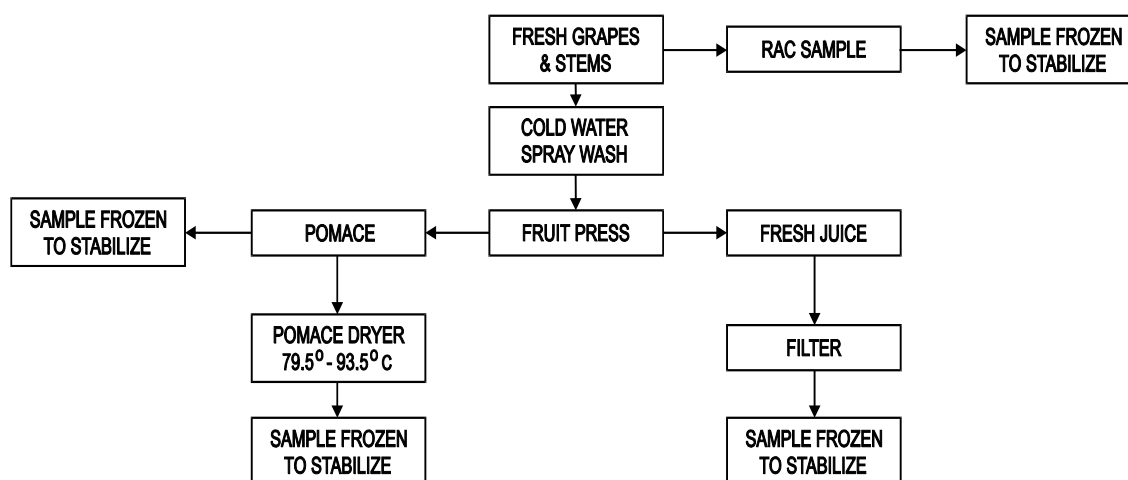 FRESH GRAPES
& STEMS
RAC SAMPLE
SAMPLE FROZEN
TO STABILIZE
COLD WATER
SPRAY WASH
SAMPLE FROZEN
TO STABILIZE
POMACE
FRUIT PRESS
FRESH JUICE
POMACE DRYER
79.5° - 93.5° C
FILTER
SAMPLE FROZEN
TO STABILIZE
SAMPLE FROZEN
TO STABILIZE